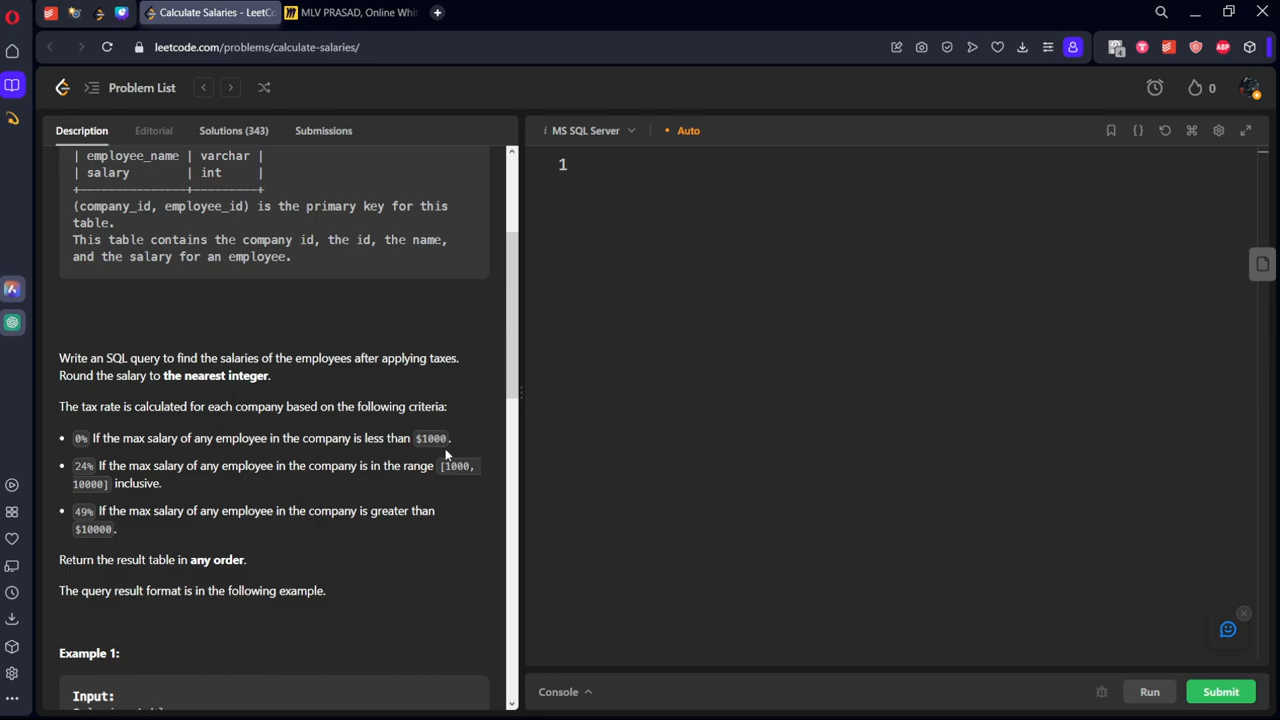 Calculate Salaries - LeetCo
MLV PRASAD, Online Whit
leetcode.com/problems/calculate-salaries/
4
ABP
Problem List
0
Description
Editorial
Solutions (343)
Submissions
MS SQL Server
Auto
1
| employee_name | varchar |
| salary | int |
+---------------+---------+
(company_id, employee_id) is the primary key for this
table.
This table contains the company id, the id, the name,
and the salary for an employee.
Write an SQL query to find the salaries of the employees after applying taxes.
Round the salary to the nearest integer.
The tax rate is calculated for each company based on the following criteria:
• 0% If the max salary of any employee in the company is less than $1000.
• 24% If the max salary of any employee in the company is in the range [1000,
10000] inclusive.
• 49% If the max salary of any employee in the company is greater than
$10000.
Return the result table in any order.
The query result format is in the following example.
Example 1:
Input:
Console
Run
Submit